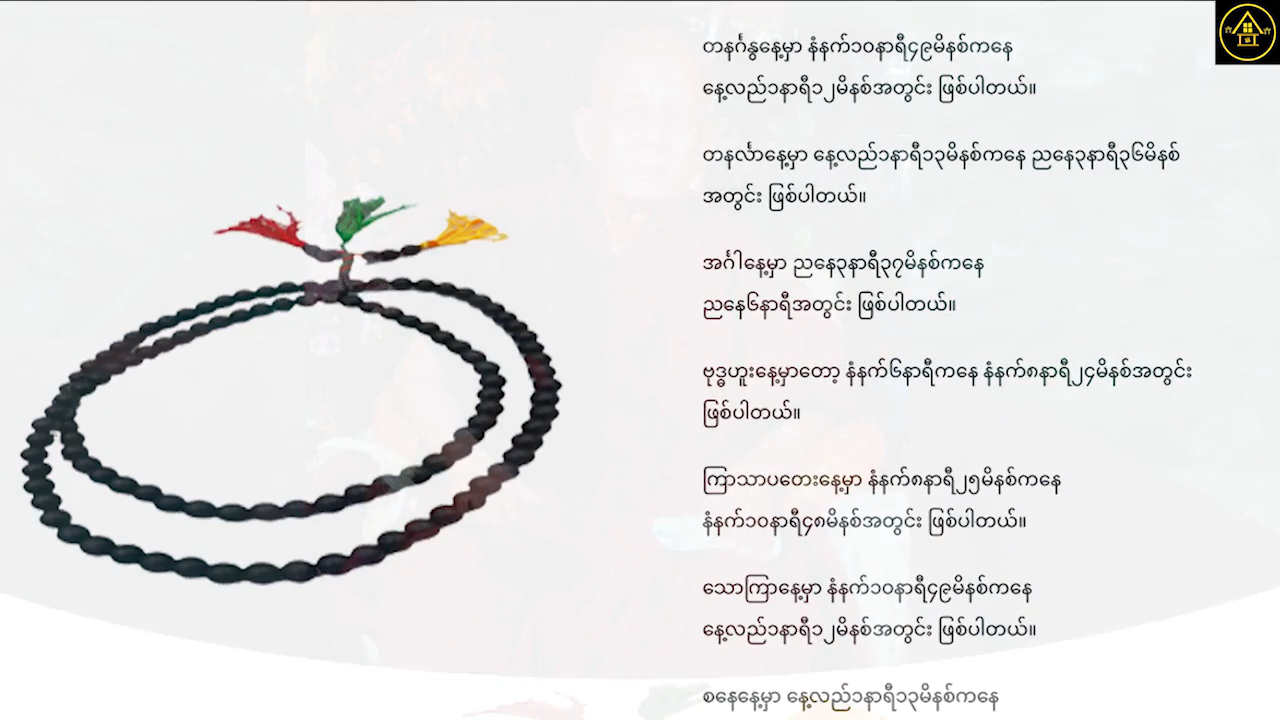 တနင်္ဂနွေနေ့မှာ နံနက်၁၀နာရီ၄၉မိနစ်ကနေ
နေ့လည်၁နာရီ၁၂မိနစ်အတွင်း ဖြစ်ပါတယ်။
တနင်္လာနေ့မှာ နေ့လည်၁နာရီ၁၃မိနစ်ကနေ ညနေ၃နာရီ၃၆မိနစ်
အတွင်း ဖြစ်ပါတယ်။
အင်္ဂါနေ့မှာ ညနေ၃နာရီ၃၇မိနစ်ကနေ
ညနေ၆နာရီအတွင်း ဖြစ်ပါတယ်။
ဗုဒ္ဓဟူးနေ့မှာတော့ နံနက်၆နာရီကနေ နံနက်၈နာရီ၂၄မိနစ်အတွင်း
ဖြစ်ပါတယ်။
ကြာသာပတေးနေ့မှာ နံနက်၈နာရီ၂၅မိနစ်ကနေ
နံနက်၁၀နာရီ၄၈မိနစ်အတွင်း ဖြစ်ပါတယ်။
သောကြာနေ့မှာ နံနက်၁၀နာရီ၄၉မိနစ်ကနေ
နေ့လည်၁နာရီ၁၂မိနစ်အတွင်း ဖြစ်ပါတယ်။
စနေနေ့မှာ နေ့လည်၁နာရီ၁၃မိနစ်ကနေ